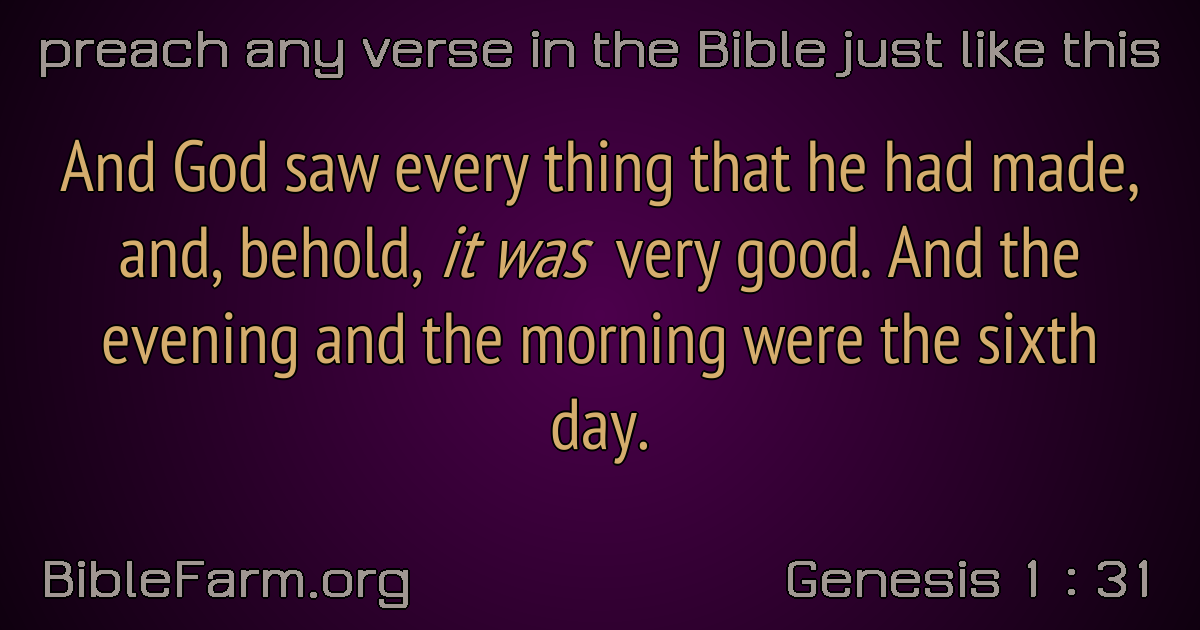 preach any verse in the Bible just like this
And God saw every thing that he had made,
and, behold, it was very good. And the
evening and the morning were the sixth
day.
BibleFarm.org
Genesis 1 : 31